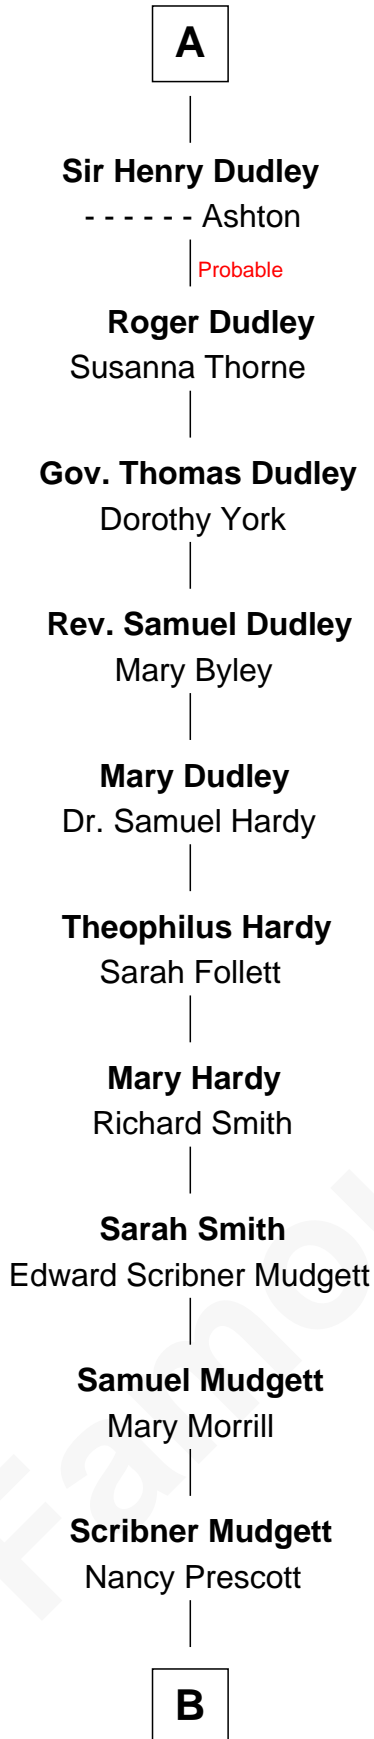 A
Sir Henry Dudley
- - - - - - Ashton
Probable
Roger Dudley
Susanna Thorne
Gov. Thomas Dudley
Dorothy York
Rev. Samuel Dudley
Mary Byley
Mary Dudley
Dr. Samuel Hardy
Theophilus Hardy
Sarah Follett
Mary Hardy
Richard Smith
Sarah Smith
Edward Scribner Mudgett
Samuel Mudgett
Mary Morrill
Scribner Mudgett
Nancy Prescott
B